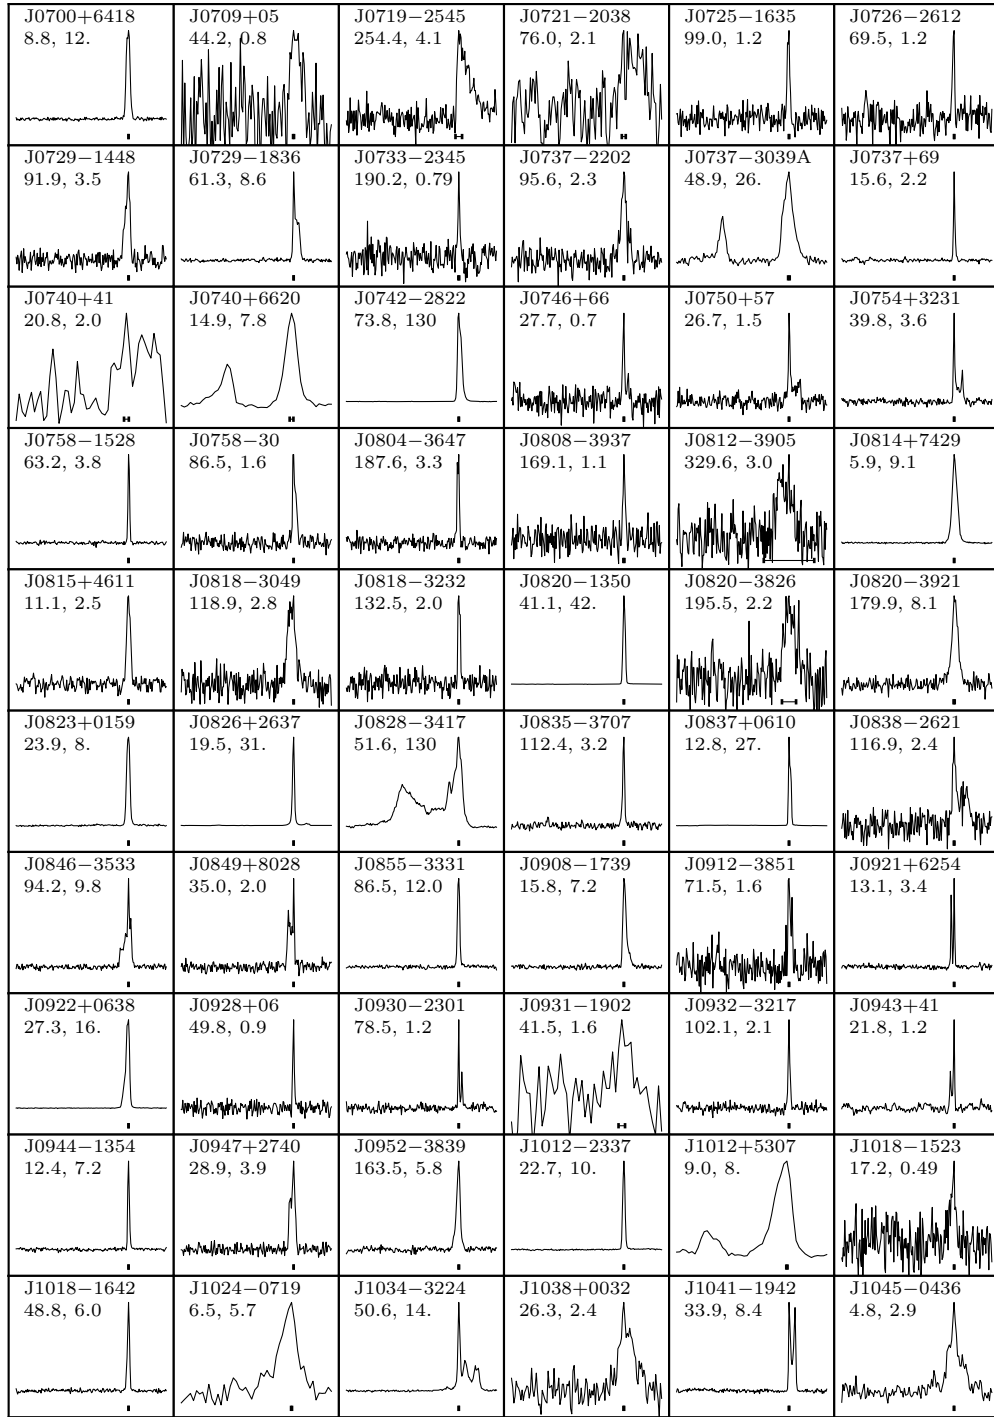 J0700+6418
8.8, 12.
J0709+05
44.2, 0.8
J0719−2545
254.4, 4.1
J0721−2038
76.0, 2.1
J0725−1635
99.0, 1.2
J0726−2612
69.5, 1.2
J0729−1448
91.9, 3.5
J0729−1836
61.3, 8.6
J0733−2345
190.2, 0.79
J0737−2202
95.6, 2.3
J0737−3039A
48.9, 26.
J0737+69
15.6, 2.2
J0740+41
20.8, 2.0
J0740+6620
14.9, 7.8
J0742−2822
73.8, 130
J0746+66
27.7, 0.7
J0750+57
26.7, 1.5
J0754+3231
39.8, 3.6
J0758−1528
63.2, 3.8
J0758−30
86.5, 1.6
J0804−3647
187.6, 3.3
J0808−3937
169.1, 1.1
J0812−3905
329.6, 3.0
J0814+7429
5.9, 9.1
J0815+4611
11.1, 2.5
J0818−3049
118.9, 2.8
J0818−3232
132.5, 2.0
J0820−1350
41.1, 42.
J0820−3826
195.5, 2.2
J0820−3921
179.9, 8.1
J0823+0159
23.9, 8.
J0826+2637
19.5, 31.
J0828−3417
51.6, 130
J0835−3707
112.4, 3.2
J0837+0610
12.8, 27.
J0838−2621
116.9, 2.4
J0846−3533
94.2, 9.8
J0849+8028
35.0, 2.0
J0855−3331
86.5, 12.0
J0908−1739
15.8, 7.2
J0912−3851
71.5, 1.6
J0921+6254
13.1, 3.4
J0922+0638
27.3, 16.
J0928+06
49.8, 0.9
J0930−2301
78.5, 1.2
J0931−1902
41.5, 1.6
J0932−3217
102.1, 2.1
J0943+41
21.8, 1.2
J0944−1354
12.4, 7.2
J0947+2740
28.9, 3.9
J0952−3839
163.5, 5.8
J1012−2337
22.7, 10.
J1012+5307
9.0, 8.
J1018−1523
17.2, 0.49
J1018−1642
48.8, 6.0
J1024−0719
6.5, 5.7
J1034−3224
50.6, 14.
J1038+0032
26.3, 2.4
J1041−1942
33.9, 8.4
J1045−0436
4.8, 2.9